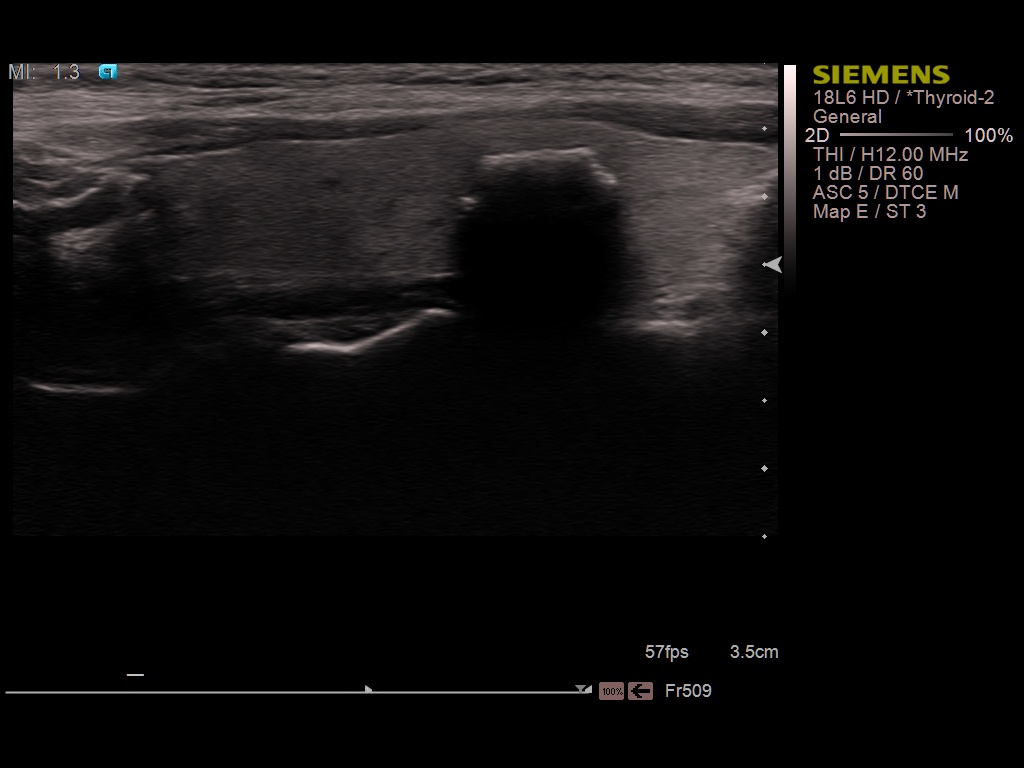 MI: 1.3
SIEMENS
18L6 HD / *Thyroid-2
General
2D 100%
THI / H12.00 MHz
1 dB / DR 60
ASC 5 / DTCE M
Map E / ST 3
57fps 3.5cm
100% Fr509